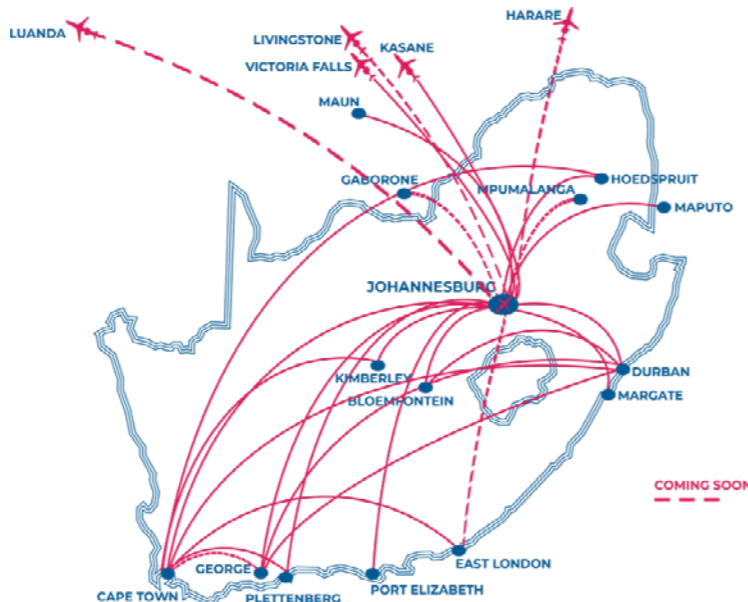 HARARE
LUANDA
LIVINGSTONE
KASANE
VICTORIA FALLS
MAUN
GABORONE
HOEDSPRUIT
MPUMALANGA
MAPUTO
JOHANNESBURG
KIMBERLEY
DURBAN
BLOEMFONTEIN
MARGATE
COMING SOON
EAST LONDON
GEORGE
CAPE TOWN
PLETTENBERG
PORT ELIZABETH